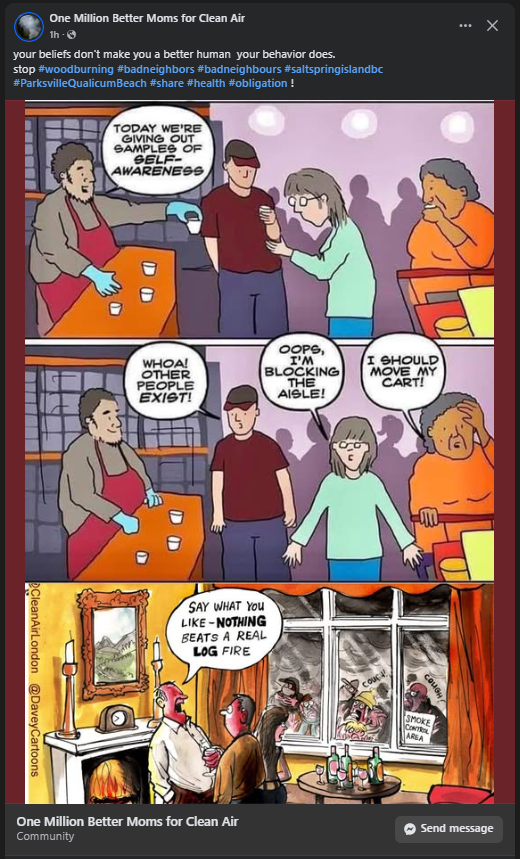 One Million Better Moms for Clean Air
1h ·
your beliefs don't make you a better human your behavior does.
stop #woodburning #badneighbors #badneighbours #saltspringislandbc
#ParksvilleQualicumBeach #share #health #obligation !
TODAY WE'RE
GIVING OUT
SAMPLES OF
SELF-
AWARENESS
WHOA!
OTHER
PEOPLE
EXIST!
OOPS,
I'M
BLOCKING
THE
AISLE!
I SHOULD
MOVE MY
CART!
@CleanAirLondon @DaveyCartoons
SAY WHAT YOU
LIKE - NOTHING
BEATS A REAL
LOG FIRE
COUGH
COUGH
SMOKE
CONTROL
AREA
One Million Better Moms for Clean Air
Community
Send message